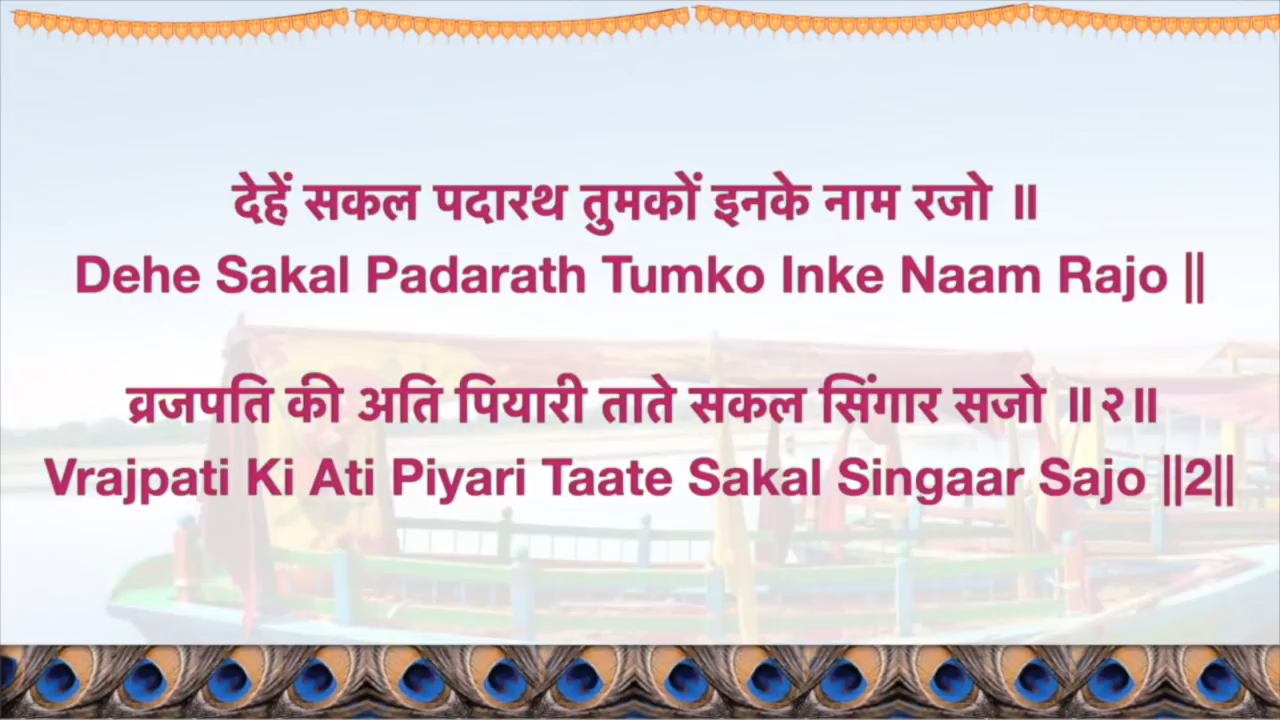 देहें सकल पदारथ तुमकों इनके नाम रजो ॥
Dehe Sakal Padarath Tumko Inke Naam Rajo ||
व्रजपति की अति पियारी ताते सकल सिंगार सजो ॥२॥
Vrajpati Ki Ati Piyari Taate Sakal Singaar Sajo ||2||